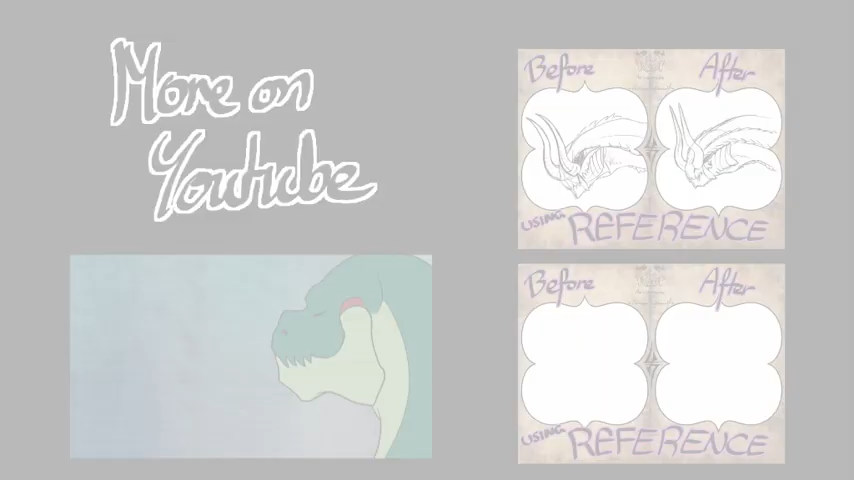 More on
Youtube
Before After
USING REFERENCE
Before After
USING REFERENCE